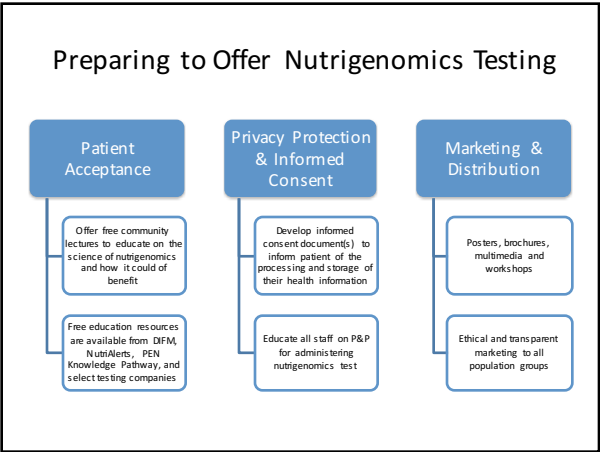 Preparing to Offer Nutrigenomics Testing
Patient
Acceptance
Offer free community
lectures to educate on the
science of nutrigenomics
and how it could of
benefit
Free education resources
are available from DIFM,
NutriAlerts, PEN
Knowledge Pathway, and
select testing companies
Privacy Protection
& Informed
Consent
Develop informed
consent document(s) to
inform patient of the
processing and storage of
their health information
Educate all staff on P&P
for administering
nutrigenomics test
Marketing &
Distribution
Posters, brochures,
multimedia and
workshops
Ethical and transparent
marketing to all
population groups